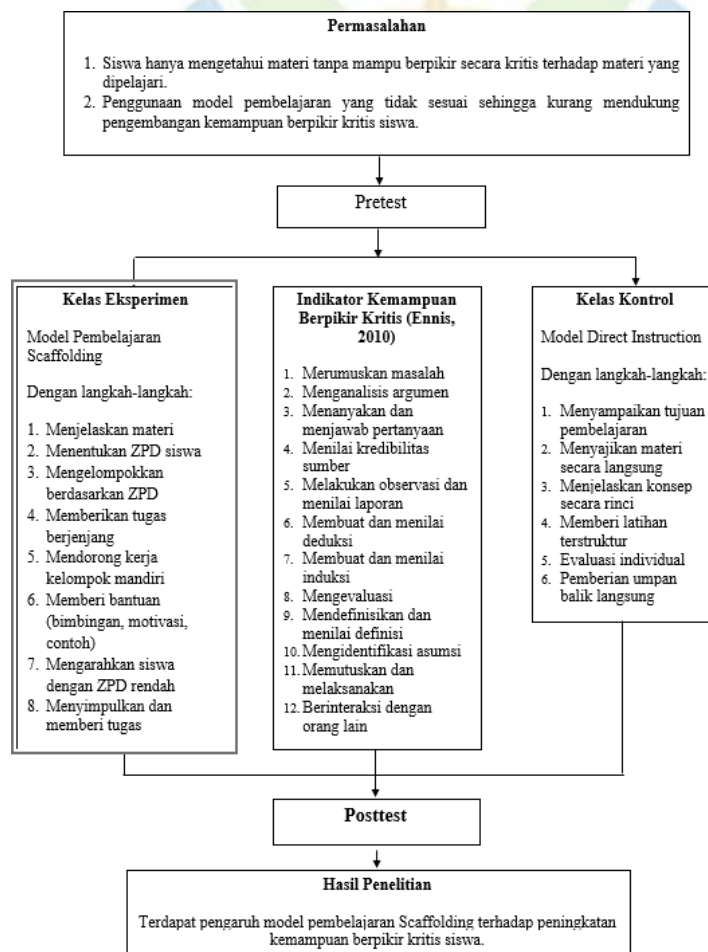 Permasalahan
1. Siswa hanya mengetahui materi tanpa mampu berpikir secara kritis terhadap materi yang
dipelajari.
2. Penggunaan model pembelajaran yang tidak sesuai sehingga kurang mendukung
pengembangan kemampuan berpikir kritis siswa.
Pretest
Kelas Eksperimen
Model Pembelajaran
Scaffolding
Dengan langkah-langkah:
1. Menjelaskan materi
2. Menentukan ZPD siswa
3. Mengelompokkan
berdasarkan ZPD
4. Memberikan tugas
berjenjang
5. Mendorong kerja
kelompok mandiri
6. Memberi bantuan
(bimbingan, motivasi,
contoh)
7. Mengarahkan siswa
dengan ZPD rendah
8. Menyimpulkan dan
memberi tugas
Indikator Kemampuan
Berpikir Kritis (Ennis,
2010)
1. Merumuskan masalah
2. Menganalisis argumen
3. Menanyakan dan
menjawab pertanyaan
4. Menilai kredibilitas
sumber
5. Melakukan observasi dan
menilai laporan
6. Membuat dan menilai
deduksi
7. Membuat dan menilai
induksi
8. Mengevaluasi
9. Mendefinisikan dan
menilai definisi
10. Mengidentifikasi asumsi
11. Memutuskan dan
melaksanakan
12. Berinteraksi dengan
orang lain
Kelas Kontrol
Model Direct Instruction
Dengan langkah-langkah:
1. Menyampaikan tujuan
pembelajaran
2. Menyajikan materi
secara langsung
3. Menjelaskan konsep
secara rinci
4. Memberi latihan
terstruktur
5. Evaluasi individual
6. Pemberian umpan
balik langsung
Posttest
Hasil Penelitian
Terdapat pengaruh model pembelajaran Scaffolding terhadap peningkatan
kemampuan berpikir kritis siswa.